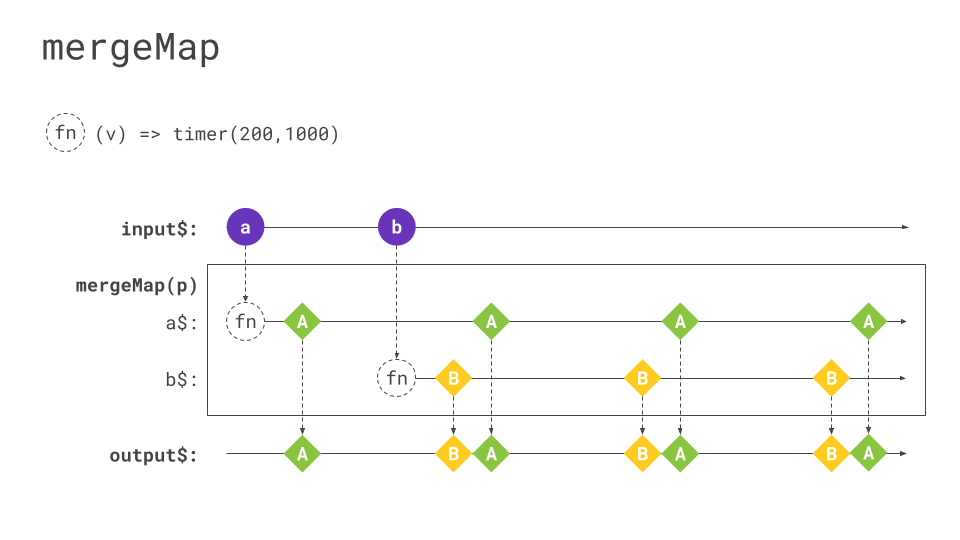 mergeMap
fn (v) => timer(200,1000)
input$: a b
mergeMap(p)
a$: fn A A A A
b$: fn B B B
output$: A B A B A B A